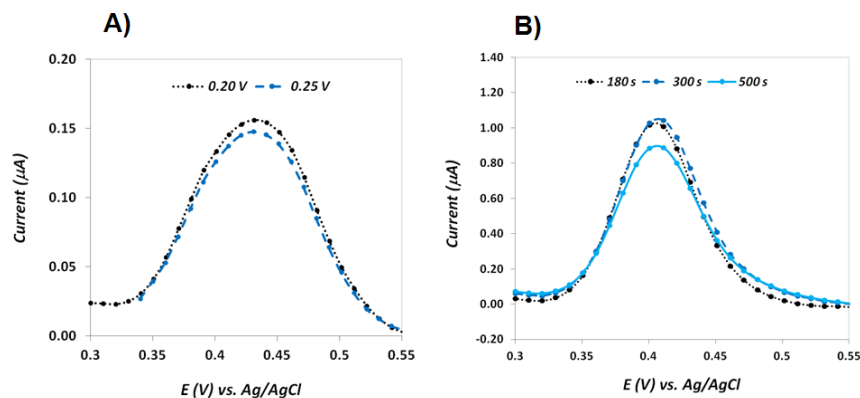 A)
0.20
0.15
0.10
0.05
0.00
Current (μA)
0.20 V 0.25 V
0.3 0.35 0.4 0.45 0.5 0.55
E (V) vs. Ag/AgCl
B)
1.40
1.20
1.00
0.80
0.60
0.40
0.20
0.00
-0.20
Current (μA)
180 s 300 s 500 s
0.3 0.35 0.4 0.45 0.5 0.55
E (V) vs. Ag/AgCl